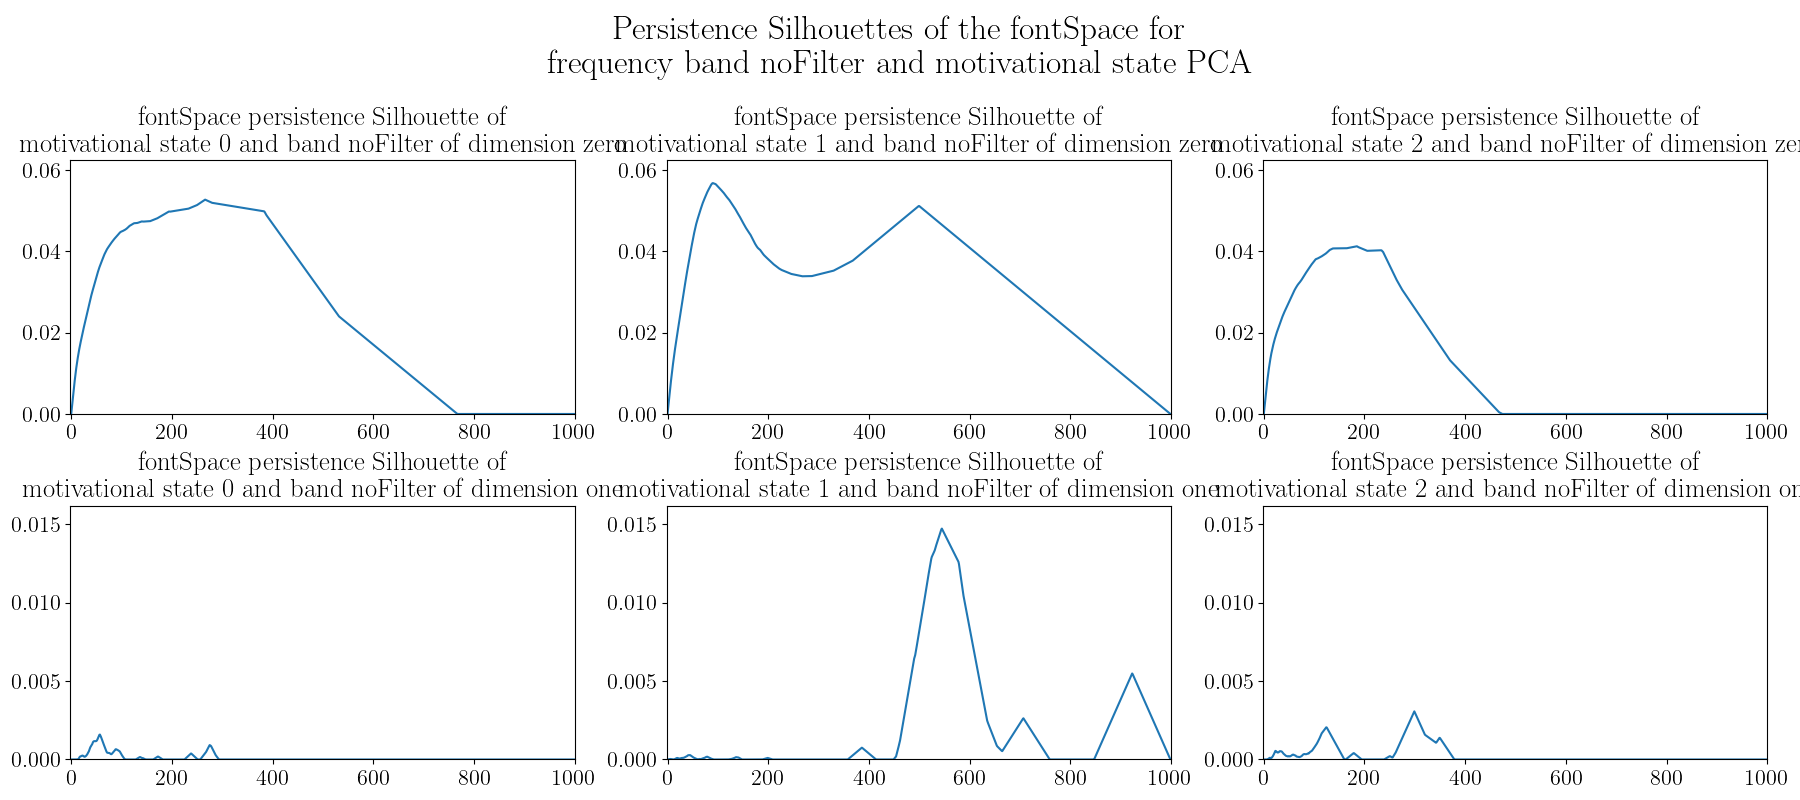 Persistence Silhouettes of the fontSpace for
frequency band noFilter and motivational state PCA
fontSpace persistence Silhouette of
motivational state 0 and band noFilter of dimension zero
fontSpace persistence Silhouette of
motivational state 1 and band noFilter of dimension zero
fontSpace persistence Silhouette of
motivational state 2 and band noFilter of dimension zer
0.06
0.04
0.02
0.00
0 200 400 600 800 1000
0.06
0.04
0.02
0.00
0 200 400 600 800 1000
0.06
0.04
0.02
0.00
0 200 400 600 800 1000
fontSpace persistence Silhouette of
motivational state 0 and band noFilter of dimension one
fontSpace persistence Silhouette of
motivational state 1 and band noFilter of dimension one
fontSpace persistence Silhouette of
motivational state 2 and band noFilter of dimension on
0.015
0.010
0.005
0.000
0 200 400 600 800 1000
0.015
0.010
0.005
0.000
0 200 400 600 800 1000
0.015
0.010
0.005
0.000
0 200 400 600 800 1000